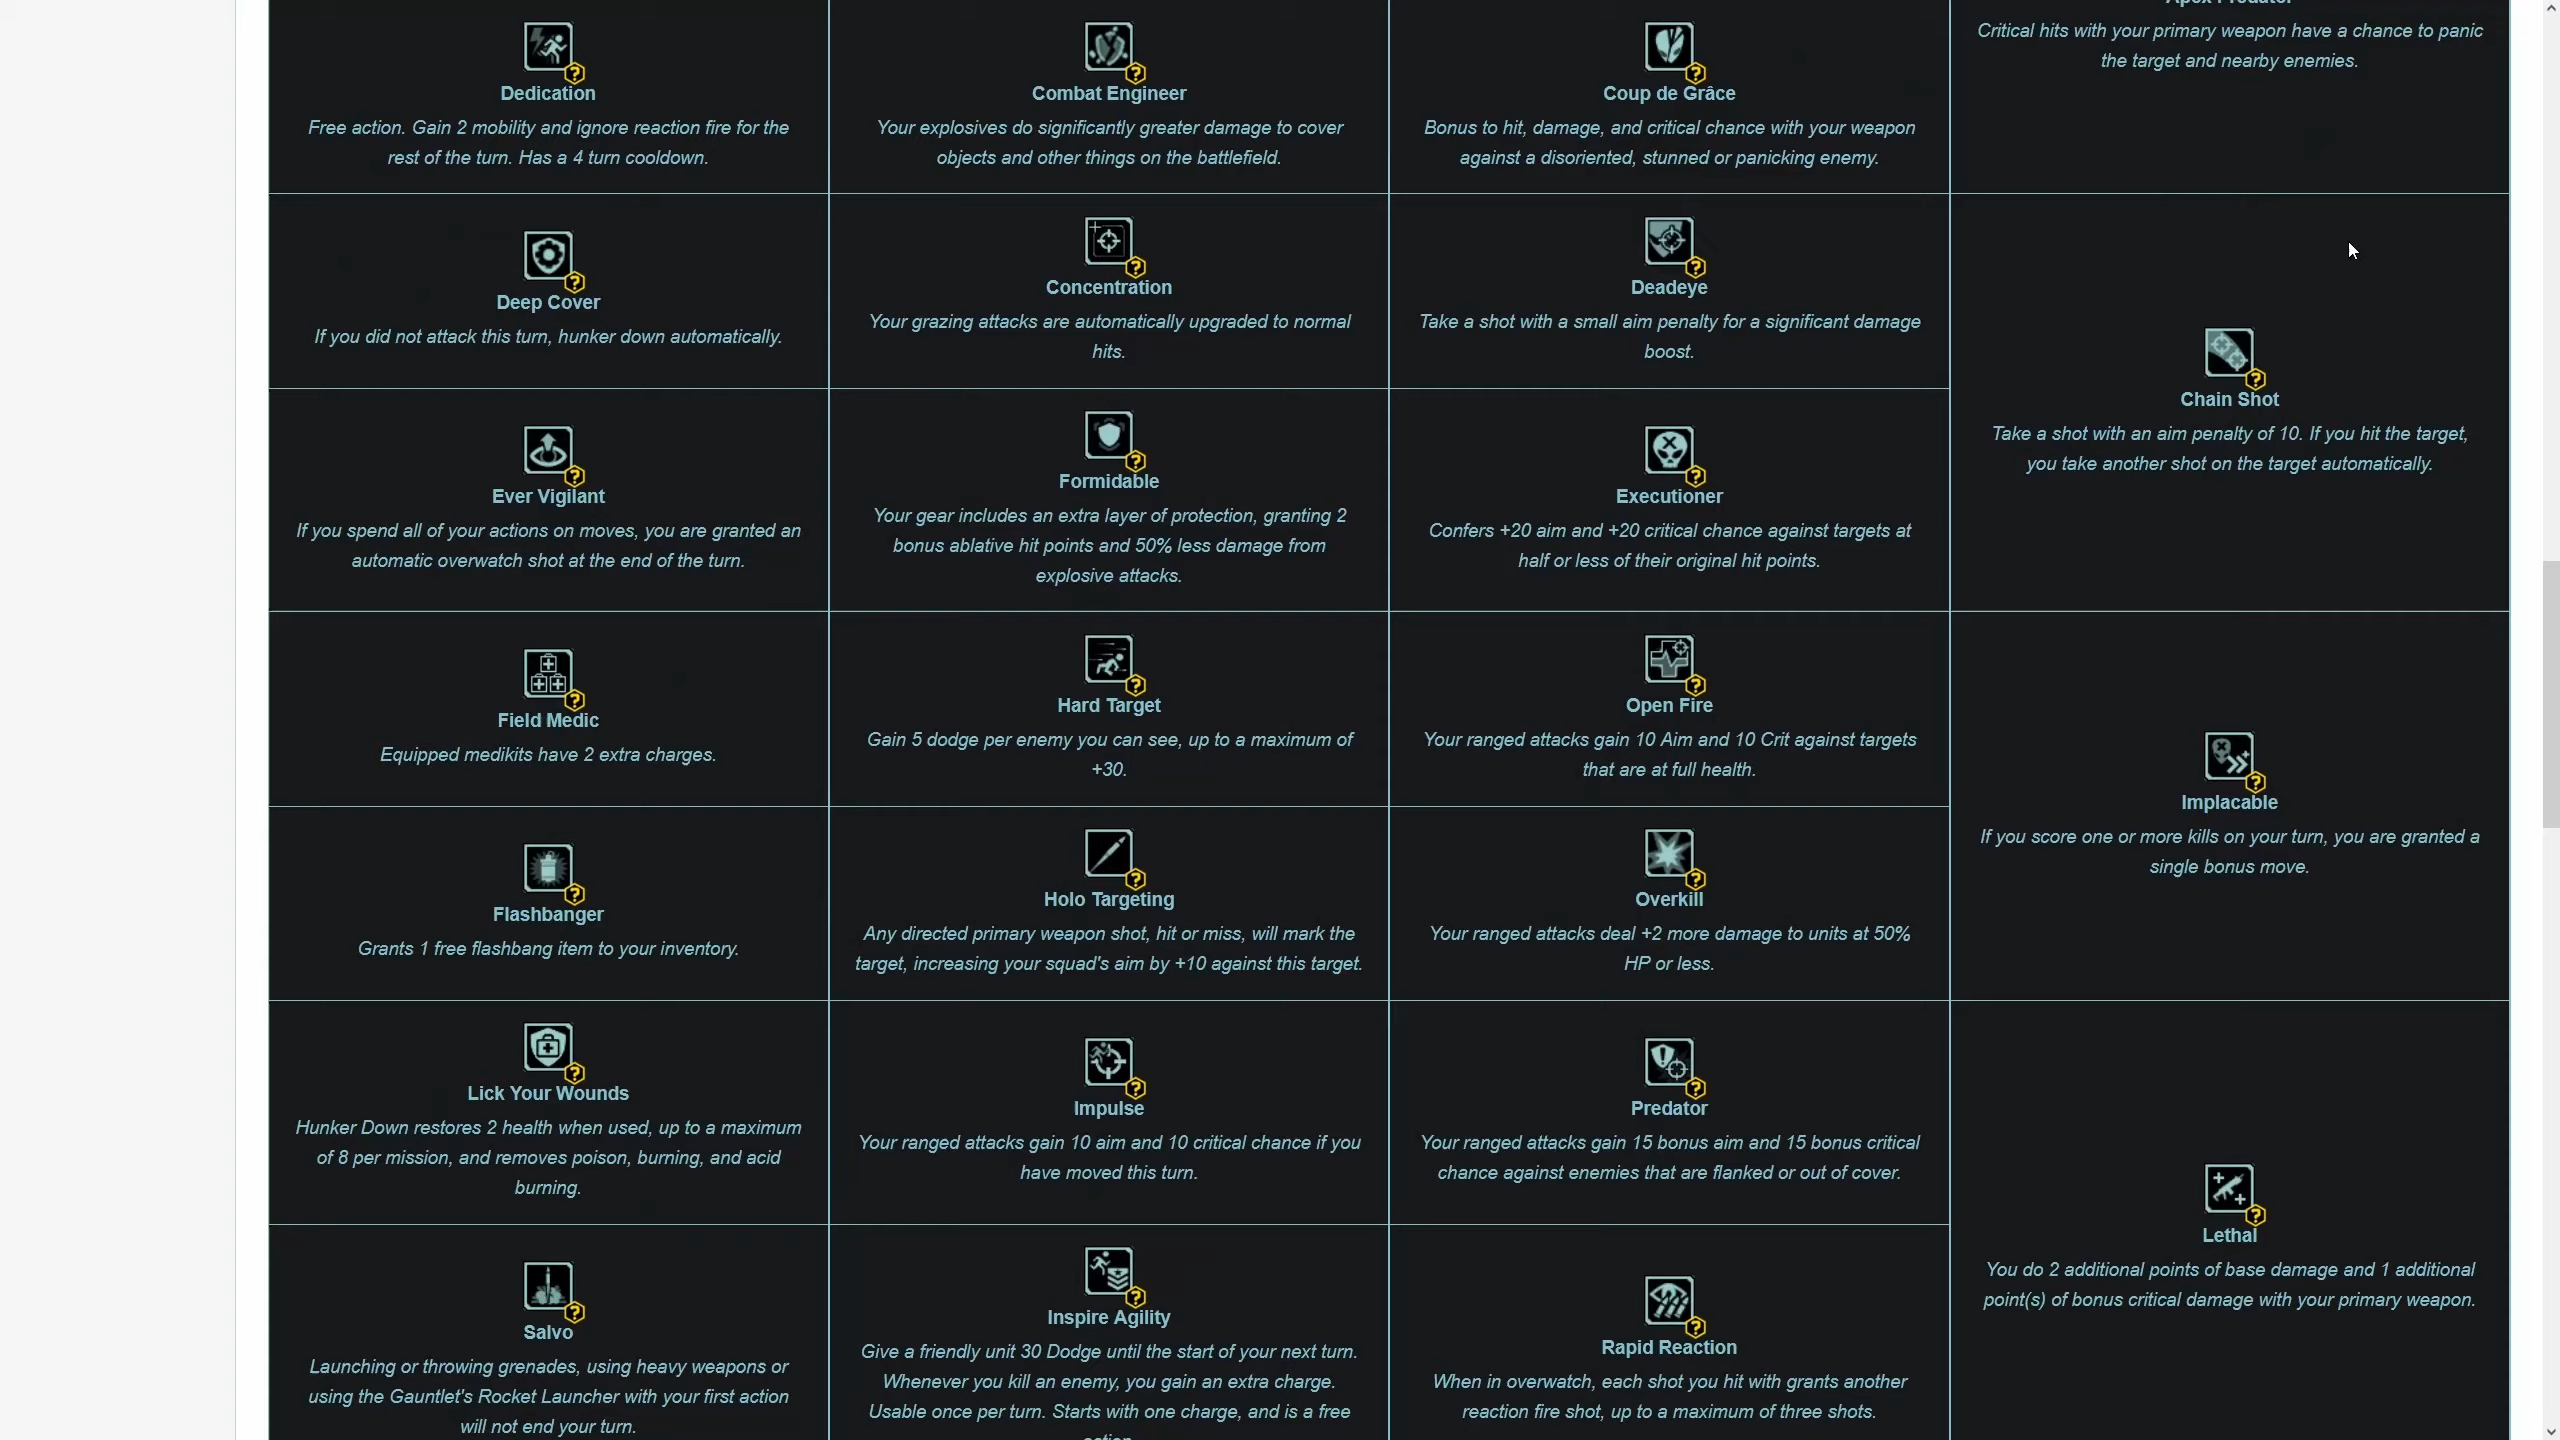 Apex Predator
Critical hits with your primary weapon have a chance to panic
the target and nearby enemies.
Dedication
Free action. Gain 2 mobility and ignore reaction fire for the
rest of the turn. Has a 4 turn cooldown.
Combat Engineer
Your explosives do significantly greater damage to cover
objects and other things on the battlefield.
Coup de Grâce
Bonus to hit, damage, and critical chance with your weapon
against a disoriented, stunned or panicking enemy.
Deep Cover
If you did not attack this turn, hunker down automatically.
Concentration
Your grazing attacks are automatically upgraded to normal
hits.
Deadeye
Take a shot with a small aim penalty for a significant damage
boost.
Chain Shot
Take a shot with an aim penalty of 10. If you hit the target,
you take another shot on the target automatically.
Ever Vigilant
If you spend all of your actions on moves, you are granted an
automatic overwatch shot at the end of the turn.
Formidable
Your gear includes an extra layer of protection, granting 2
bonus ablative hit points and 50% less damage from
explosive attacks.
Executioner
Confers +20 aim and +20 critical chance against targets at
half or less of their original hit points.
Field Medic
Equipped medikits have 2 extra charges.
Hard Target
Gain 5 dodge per enemy you can see, up to a maximum of
+30.
Open Fire
Your ranged attacks gain 10 Aim and 10 Crit against targets
that are at full health.
Implacable
If you score one or more kills on your turn, you are granted a
single bonus move.
Flashbanger
Grants 1 free flashbang item to your inventory.
Holo Targeting
Any directed primary weapon shot, hit or miss, will mark the
target, increasing your squad's aim by +10 against this target.
Overkill
Your ranged attacks deal +2 more damage to units at 50%
HP or less.
Lick Your Wounds
Hunker Down restores 2 health when used, up to a maximum
of 8 per mission, and removes poison, burning, and acid
burning.
Impulse
Your ranged attacks gain 10 aim and 10 critical chance if you
have moved this turn.
Predator
Your ranged attacks gain 15 bonus aim and 15 bonus critical
chance against enemies that are flanked or out of cover.
Lethal
You do 2 additional points of base damage and 1 additional
point(s) of bonus critical damage with your primary weapon.
Salvo
Launching or throwing grenades, using heavy weapons or
using the Gauntlet's Rocket Launcher with your first action
will not end your turn.
Inspire Agility
Give a friendly unit 30 Dodge until the start of your next turn.
Whenever you kill an enemy, you gain an extra charge.
Usable once per turn. Starts with one charge, and is a free
action.
Rapid Reaction
When in overwatch, each shot you hit with grants another
reaction fire shot, up to a maximum of three shots.